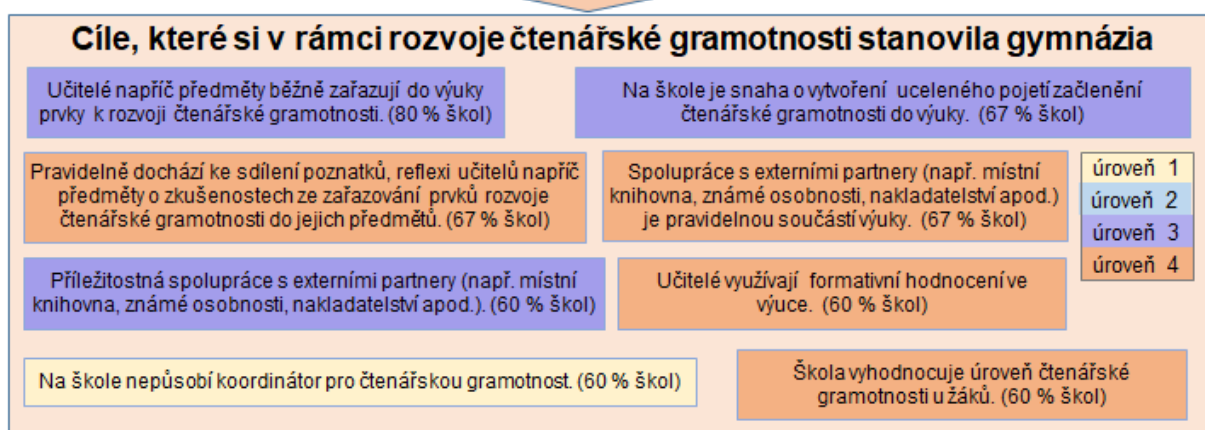 Cíle, které si v rámci rozvoje čtenářské gramotnosti stanovila gymnázia
Učitelé napříč předměty běžně zařazují do výuky
prvky k rozvoji čtenářské gramotnosti. (80 % škol)
Na škole je snaha o vytvoření uceleného pojetí začlenění
čtenářské gramotnosti do výuky. (67 % škol)
Pravidelně dochází ke sdílení poznatků, reflexi učitelů napříč
předměty o zkušenostech ze zařazování prvků rozvoje
čtenářské gramotnosti do jejich předmětů. (67 % škol)
Spolupráce s externími partnery (např. místní
knihovna, známé osobnosti, nakladatelství apod.)
je pravidelnou součástí výuky. (67 % škol)
úroveň 1
úroveň 2
úroveň 3
úroveň 4
Příležitostná spolupráce s externími partnery (např. místní
knihovna, známé osobnosti, nakladatelství apod.). (60 % škol)
Učitelé využívají formativní hodnocení ve
výuce. (60 % škol)
Na škole nepůsobí koordinátor pro čtenářskou gramotnost. (60 % škol)
Škola vyhodnocuje úroveň čtenářské
gramotnosti u žáků. (60 % škol)